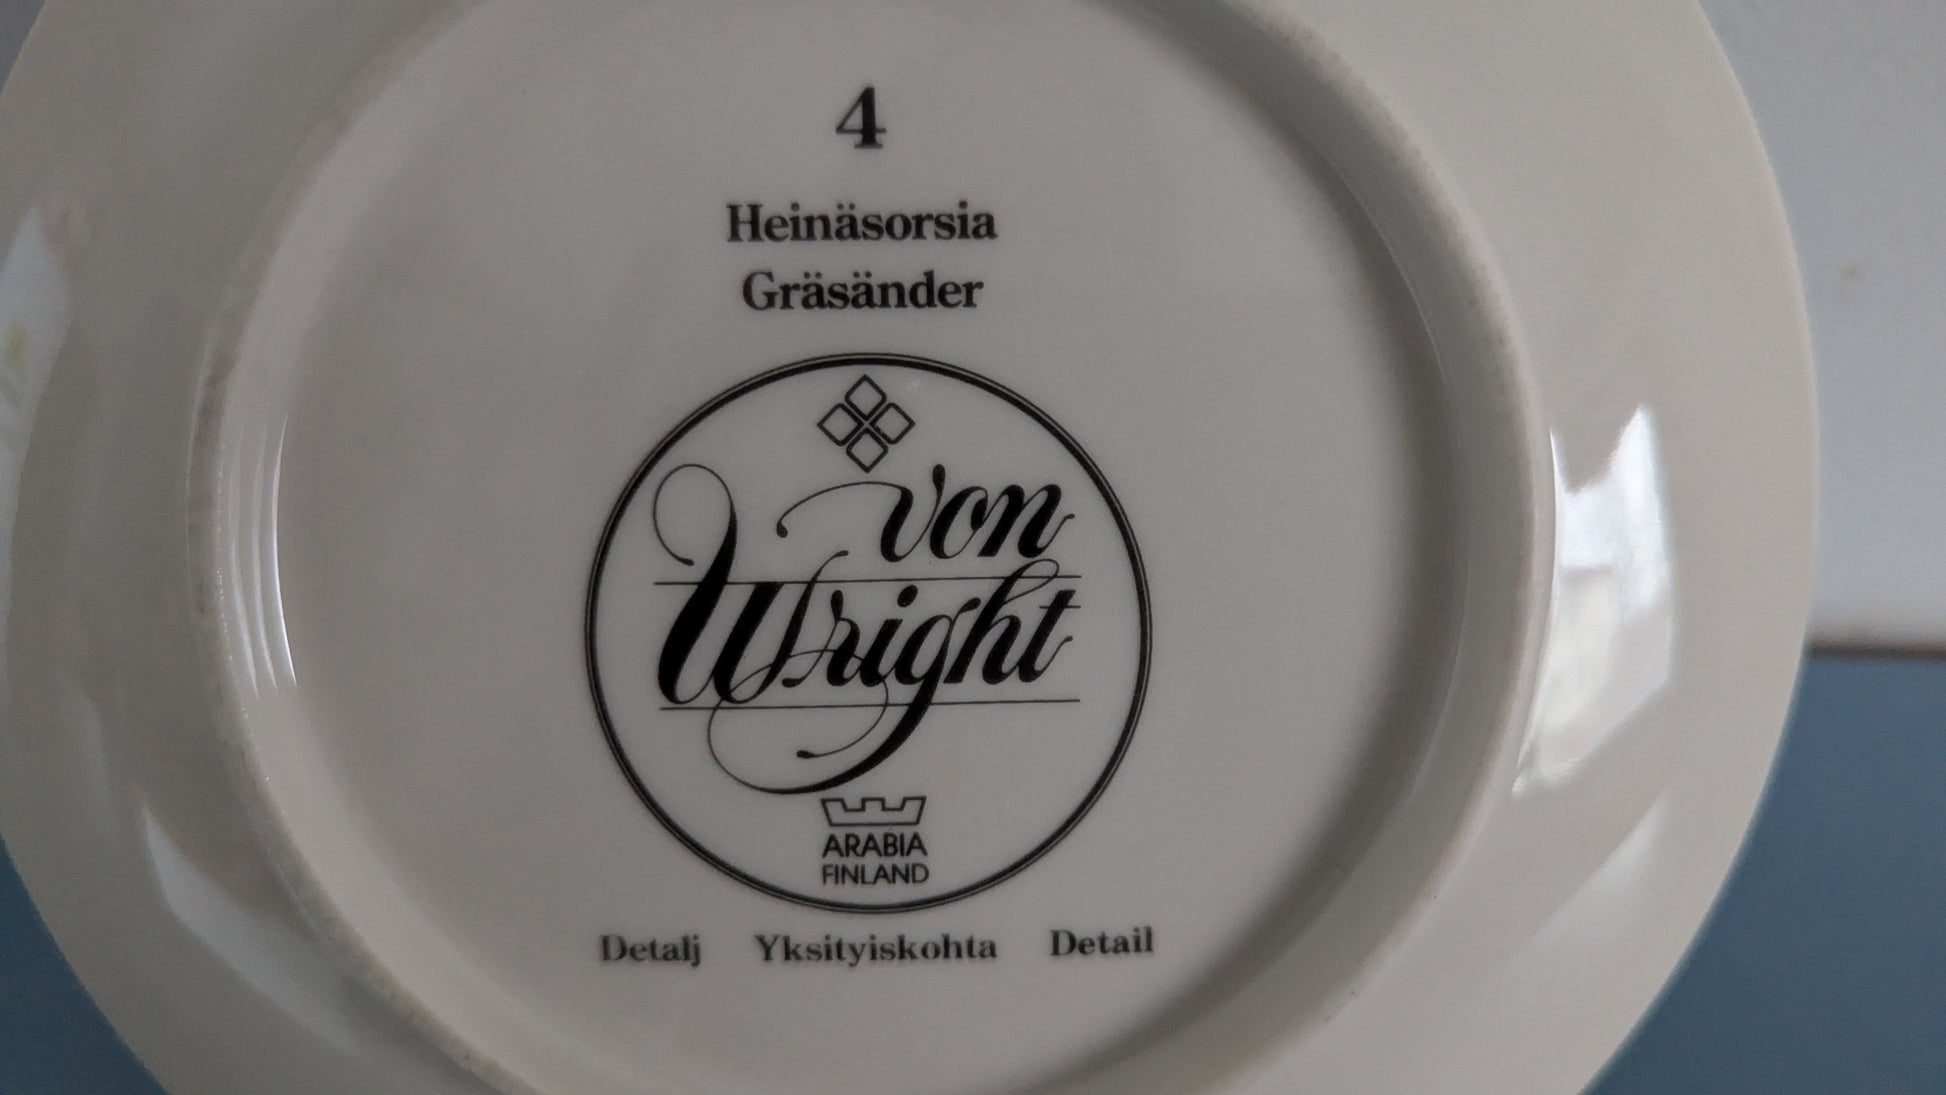 4
Heinäsorsia
Gräsänder
von
Wright
ARABIA
FINLAND
Detalj Yksityiskohta Detail